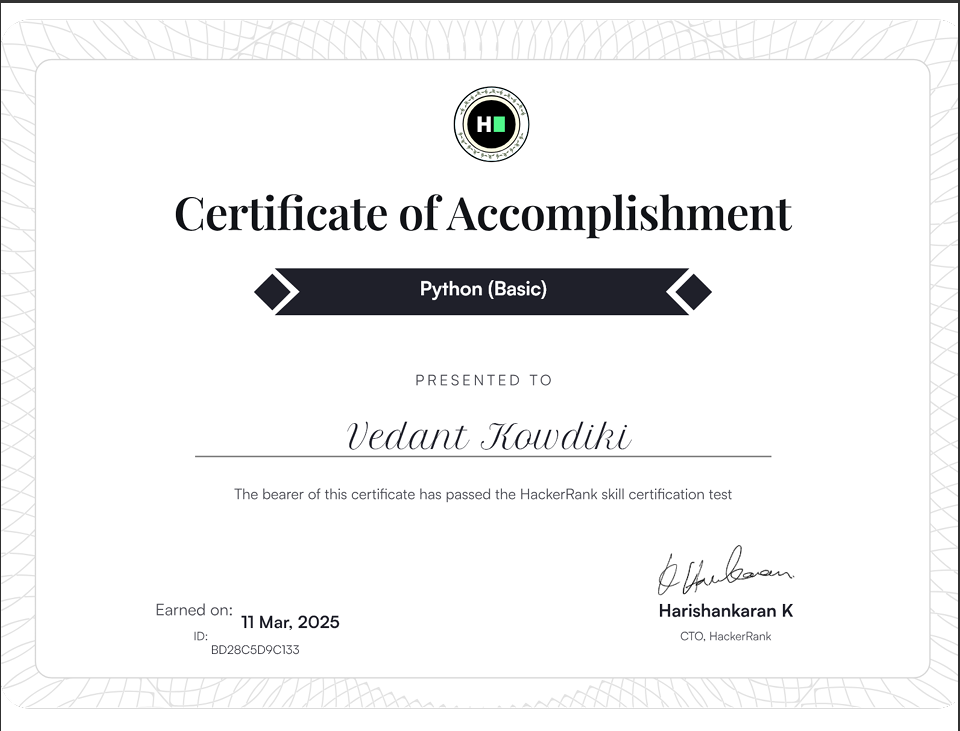 H
Certificate of Accomplishment
Python (Basic)
PRESENTED TO
Vedant Kowdiki
The bearer of this certificate has passed the HackerRank skill certification test
Earned on: 11 Mar, 2025
ID: BD28C5D9C133
Harishankaran K
CTO, HackerRank